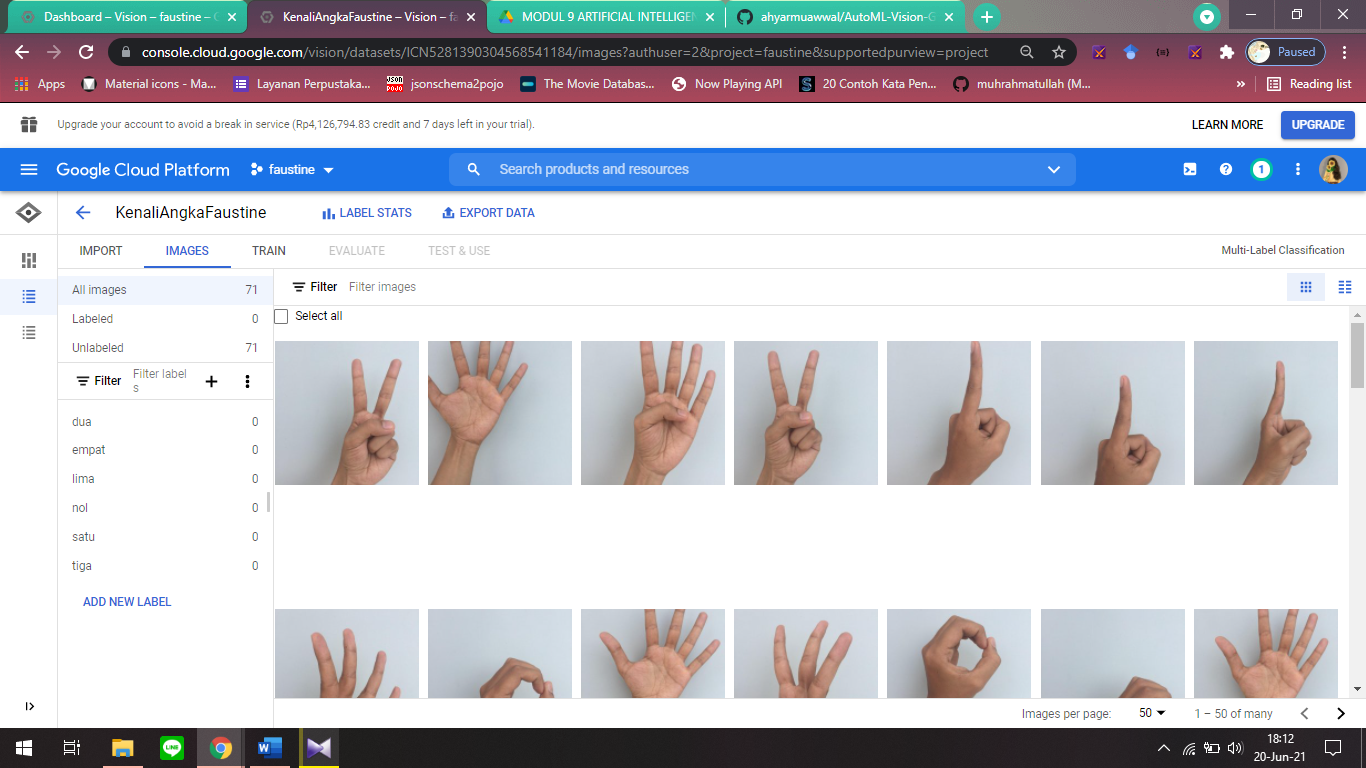 Dashboard – Vision – faustine – G
KenaliAngkaFaustine – Vision – fa
MODUL 9 ARTIFICIAL INTELLIGEN
ahyarmuawwal/AutoML-Vision-G
console.cloud.google.com/vision/datasets/ICN5281390304568541184/images?authuser=2&project=faustine&supportedpurview=project
Paused
Apps
Material icons - Ma...
Layanan Perpustaka...
JSON POJO
jsonschema2pojo
The Movie Databas...
Now Playing API
20 Contoh Kata Pen...
muhrahmatullah (M...
»
Reading list
Upgrade your account to avoid a break in service (Rp4,126,794.83 credit and 7 days left in your trial).
LEARN MORE
UPGRADE
Google Cloud Platform
faustine
Search products and resources
1
KenaliAngkaFaustine
LABEL STATS
EXPORT DATA
IMPORT
IMAGES
TRAIN
EVALUATE
TEST & USE
Multi-Label Classification
All images 71
Labeled 0
Unlabeled 71
Filter
Filter images
Select all
Filter
Filter label
s
dua 0
empat 0
lima 0
nol 0
satu 0
tiga 0
ADD NEW LABEL
Images per page: 50
1 – 50 of many
LINE
18:12
20-Jun-21